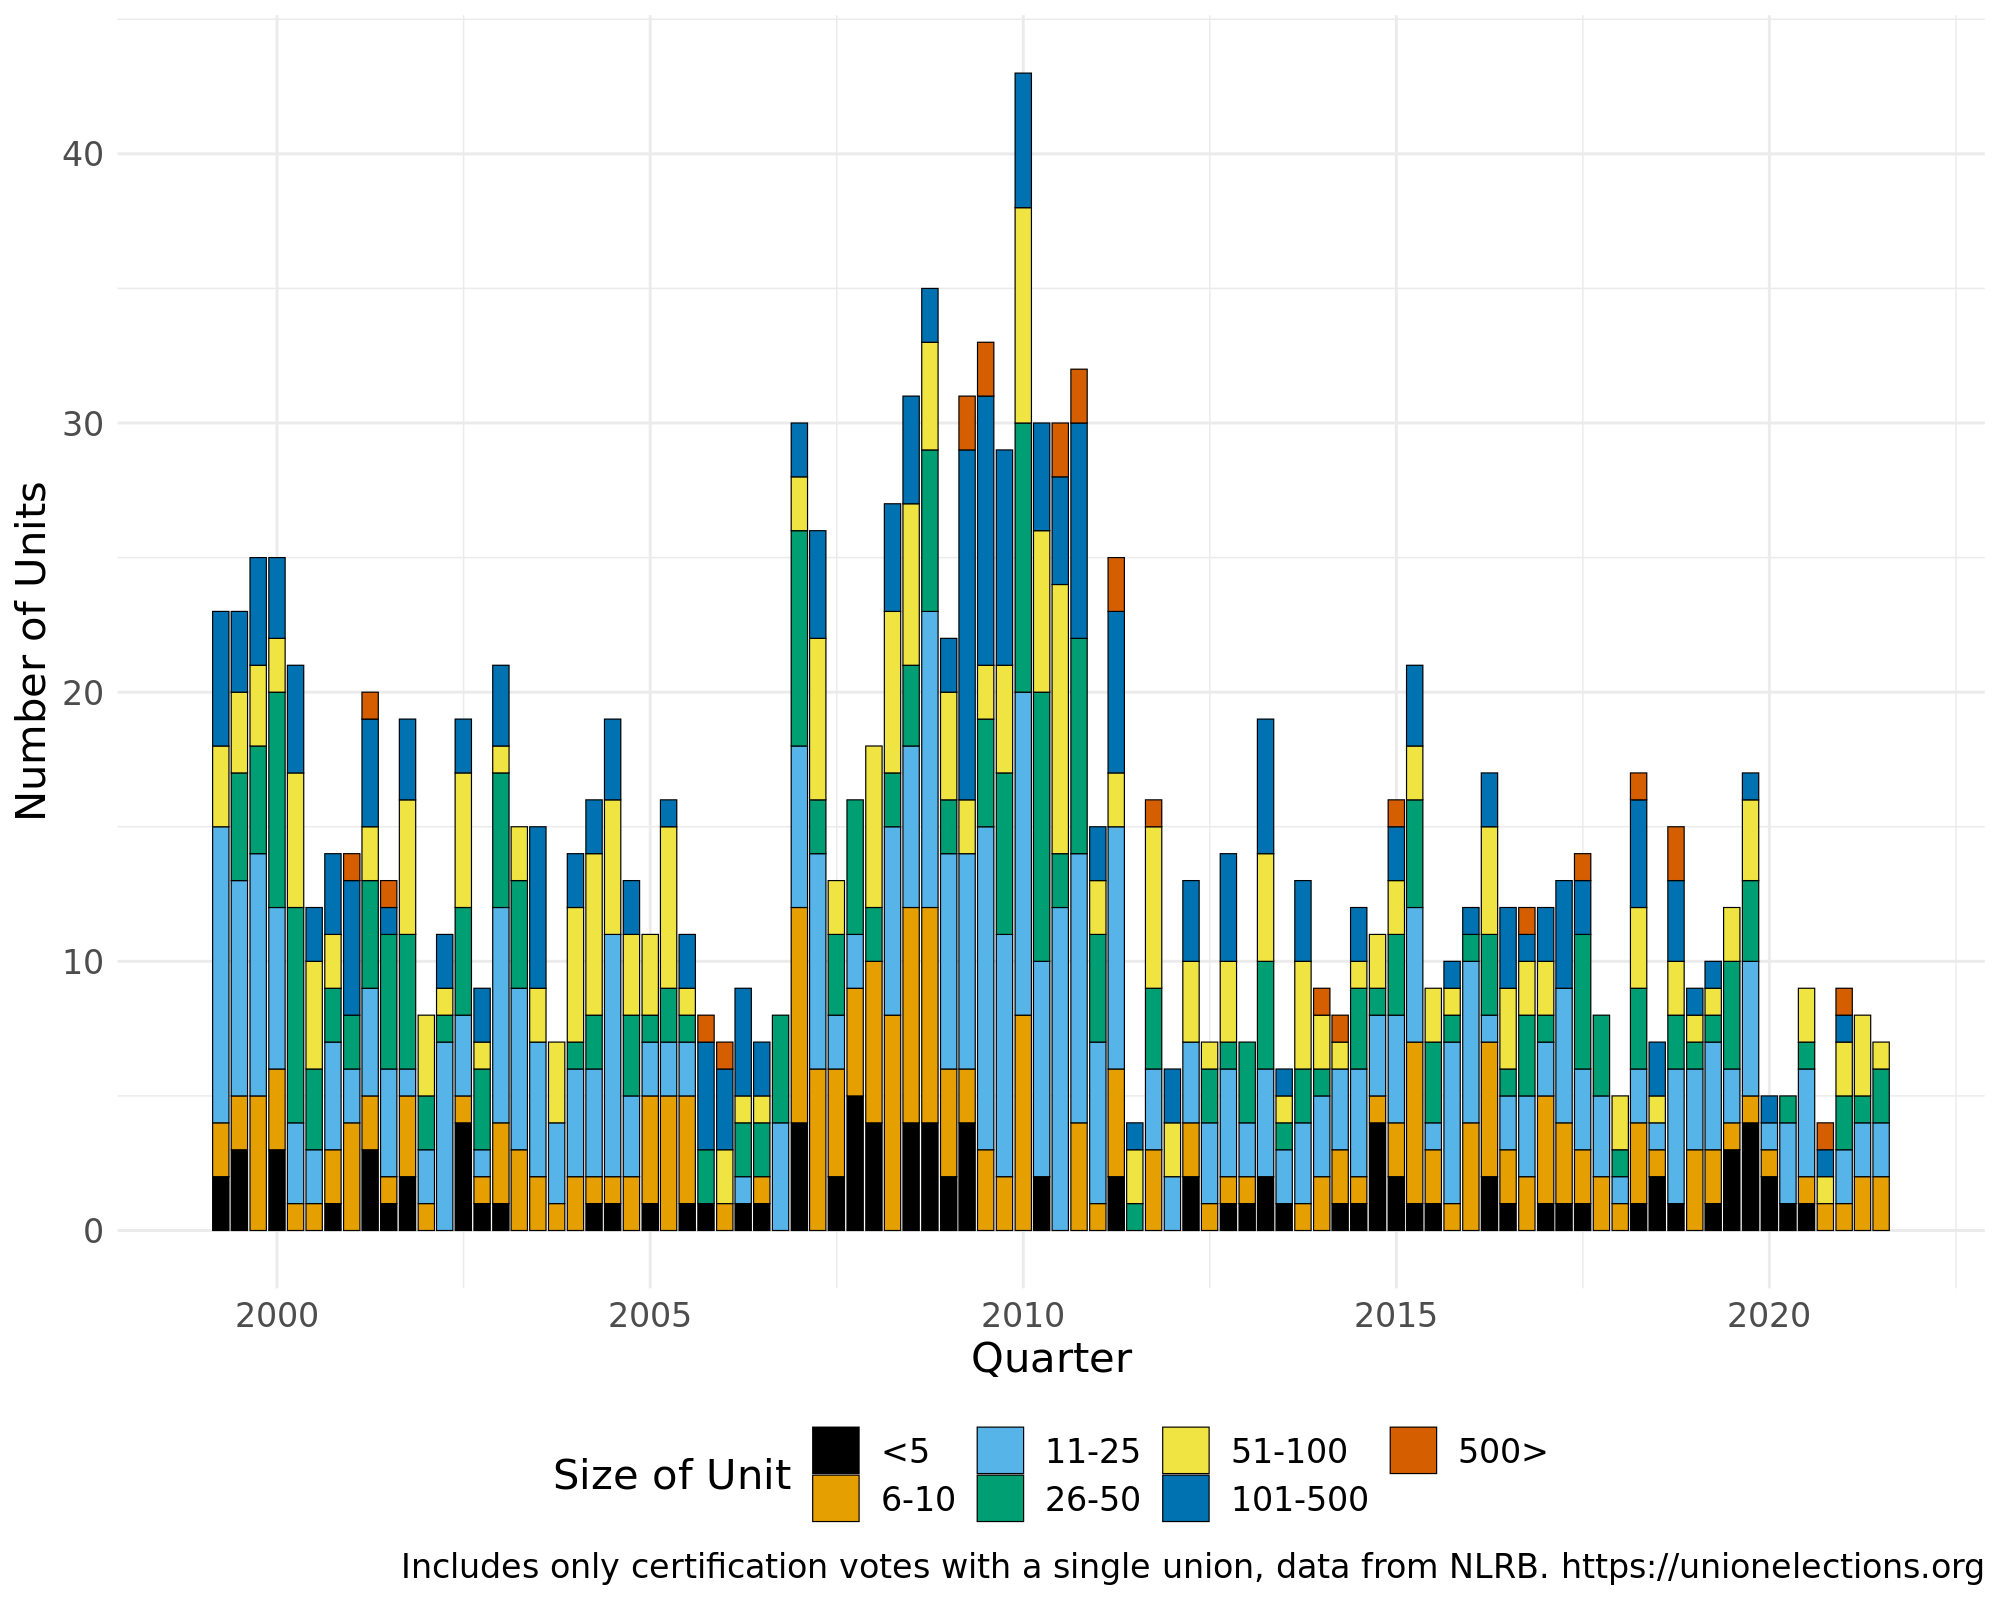 40
30
20
10
0
Number of Units
2000 2005 2010 2015 2020
Quarter
Size of Unit
<5 11-25 51-100 500>
6-10 26-50 101-500
Includes only certification votes with a single union, data from NLRB. https://unionelections.org